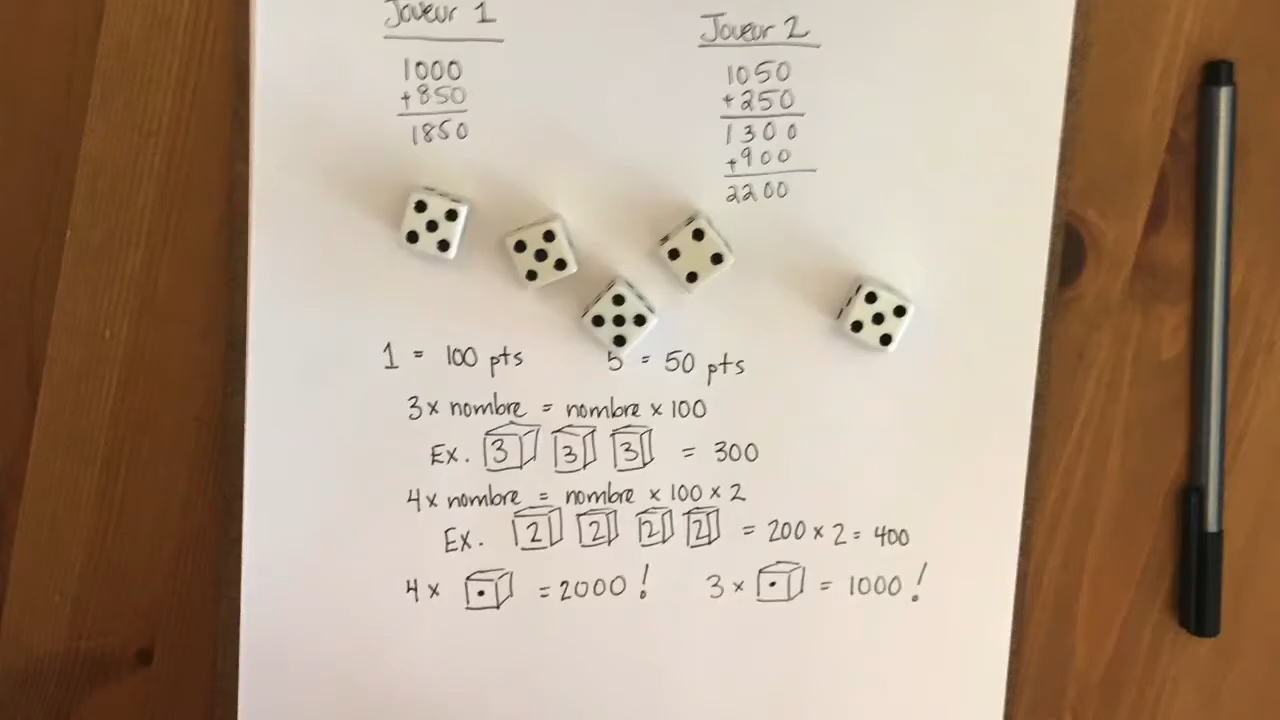 Joueur 1
1000
+850
1850
Joueur 2
1050
+250
1300
+900
2200
1 = 100 pts 5 = 50 pts
3 x nombre = nombre x 100
Ex. 3 3 3 = 300
4 x nombre = nombre x 100 x 2
Ex. 2 2 2 2 = 200 x 2 = 400
4 x = 2000 ! 3 x = 1000 !